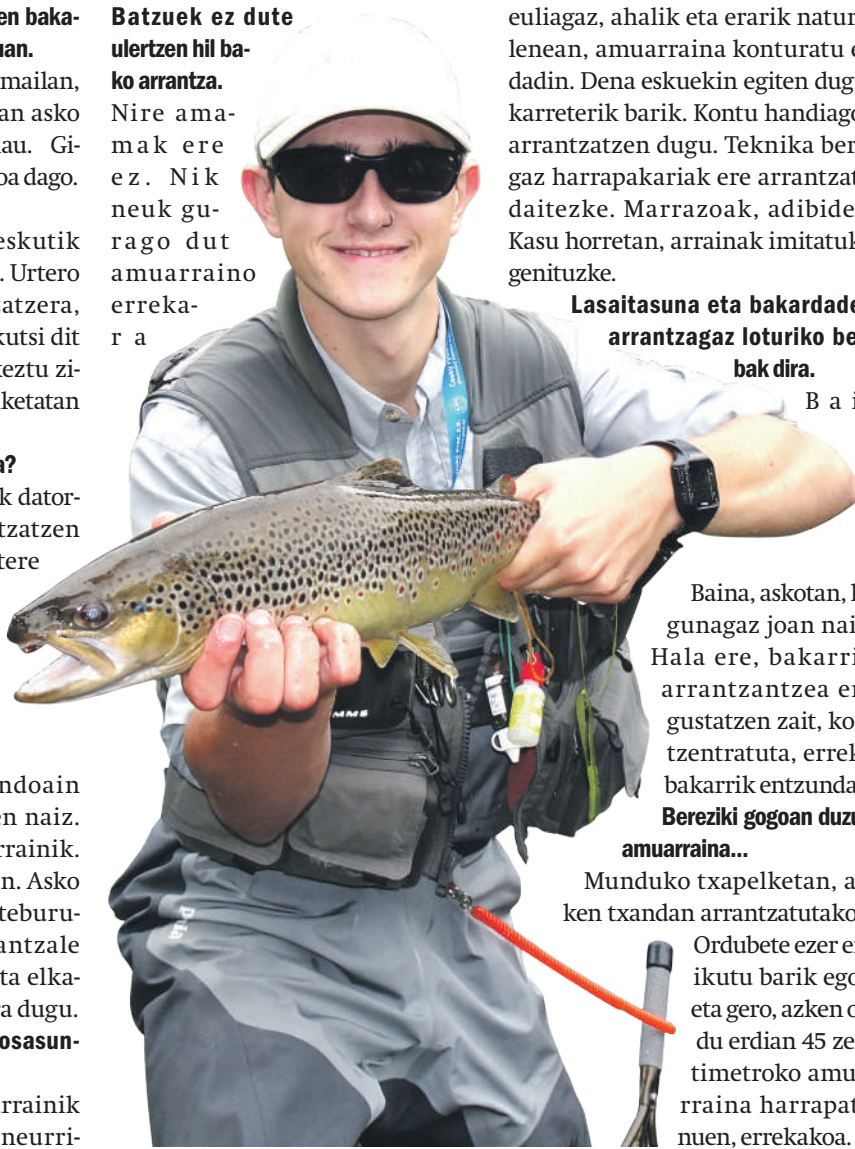 en baka-
uan.
mailan,
an asko
au. Gi-
oa dago.
eskutik
. Urtero
tzera,
kutsi dit
eztu zi-
ketatan
a?
k dator-
tzatzen
tere
ndoain
en naiz.
rrainik.
n. Asko
teburu-
antzale
ta elka-
ra dugu.
osasun-
rrainik
neurri-
Batzuek ez dute
ulertzen hil ba-
ko arrantza.
Nire ama-
mak ere
ez. Nik
neuk gu-
rago dut
amuarraino
erreka-
ra
euliagaz, ahalik eta erarik natur
lenean, amuarraina konturatu e
dadin. Dena eskuekin egiten dug
karreterik barik. Kontu handiago
arrantzatzen dugu. Teknika ber
gaz harrapakariak ere arrantzat
daitezke. Marrazoak, adibide
Kasu horretan, arrainak imitatuk
genituzke.
Lasaitasuna eta bakardade
arrantzagaz loturiko be
bak dira.
Bai
Baina, askotan, l
gunagaz joan nai
Hala ere, bakarri
arrantzantzea er
gustatzen zait, ko
tzentratuta, errek
bakarrik entzunda
Bereziki gogoan duzu
amuarraina...
Munduko txapelketan, a
ken txandan arrantzatutako
Ordubete ezer e
ikutu barik ego
eta gero, azken o
du erdian 45 ze
timetroko amu
rraina harrapat
nuen, errekakoa.